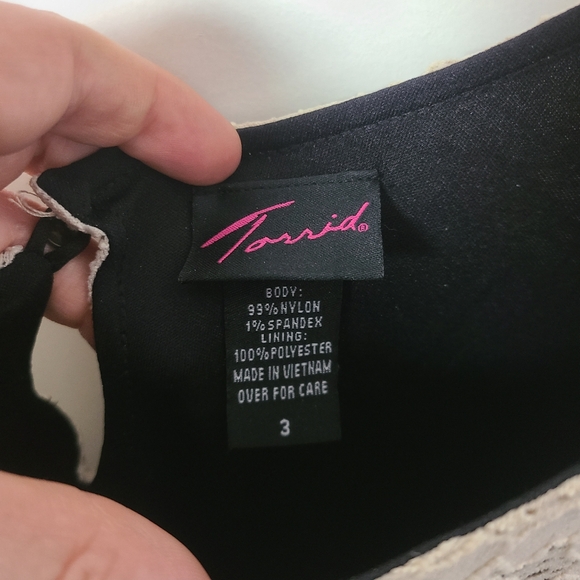 Torrid®
BODY:
99% NYLON
1% SPANDEX
LINING:
100% POLYESTER
MADE IN VIETNAM
OVER FOR CARE
3